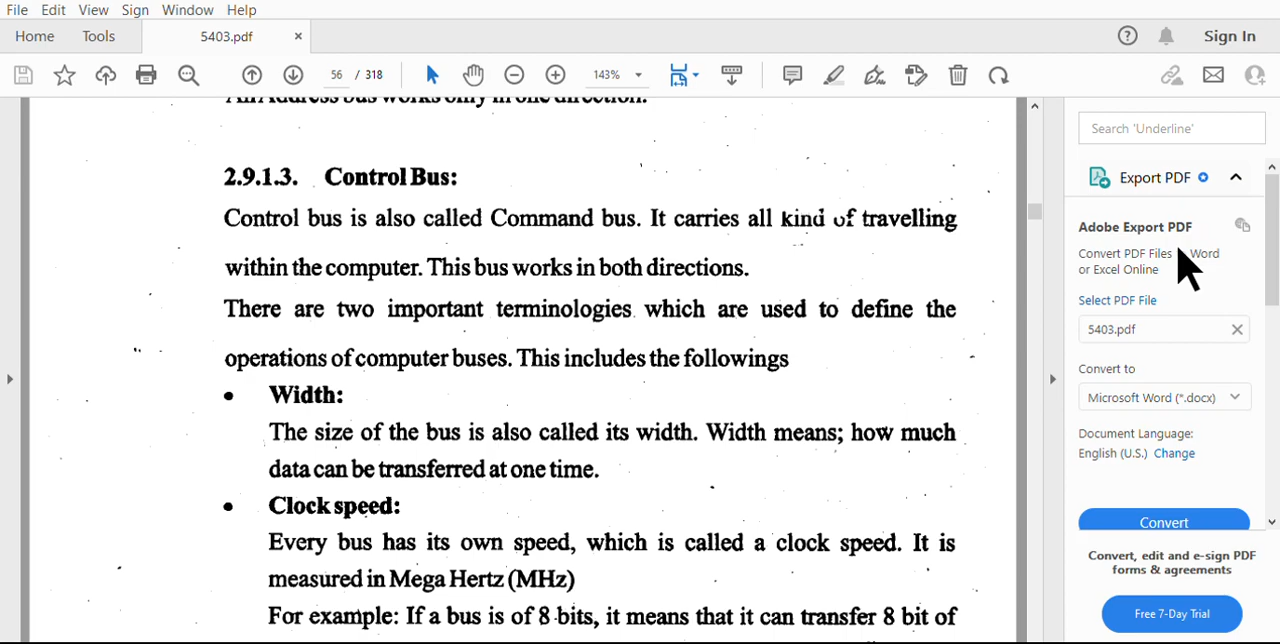 File Edit View Sign Window Help
Home Tools 5403.pdf × Sign In
56 / 318 143%
An Address bus works only in one direction.
2.9.1.3. Control Bus:
Control bus is also called Command bus. It carries all kind of travelling
within the computer. This bus works in both directions.
There are two important terminologies which are used to define the
operations of computer buses. This includes the followings
• Width:
The size of the bus is also called its width. Width means; how much
data can be transferred at one time.
• Clock speed:
Every bus has its own speed, which is called a clock speed. It is
measured in Mega Hertz (MHz)
For example: If a bus is of 8 bits, it means that it can transfer 8 bit of
Search 'Underline'
Export PDF
Adobe Export PDF
Convert PDF Files Word
or Excel Online
Select PDF File
5403.pdf
Convert to
Microsoft Word (*.docx)
Document Language:
English (U.S.) Change
Convert
Convert, edit and e-sign PDF
forms & agreements
Free 7-Day Trial